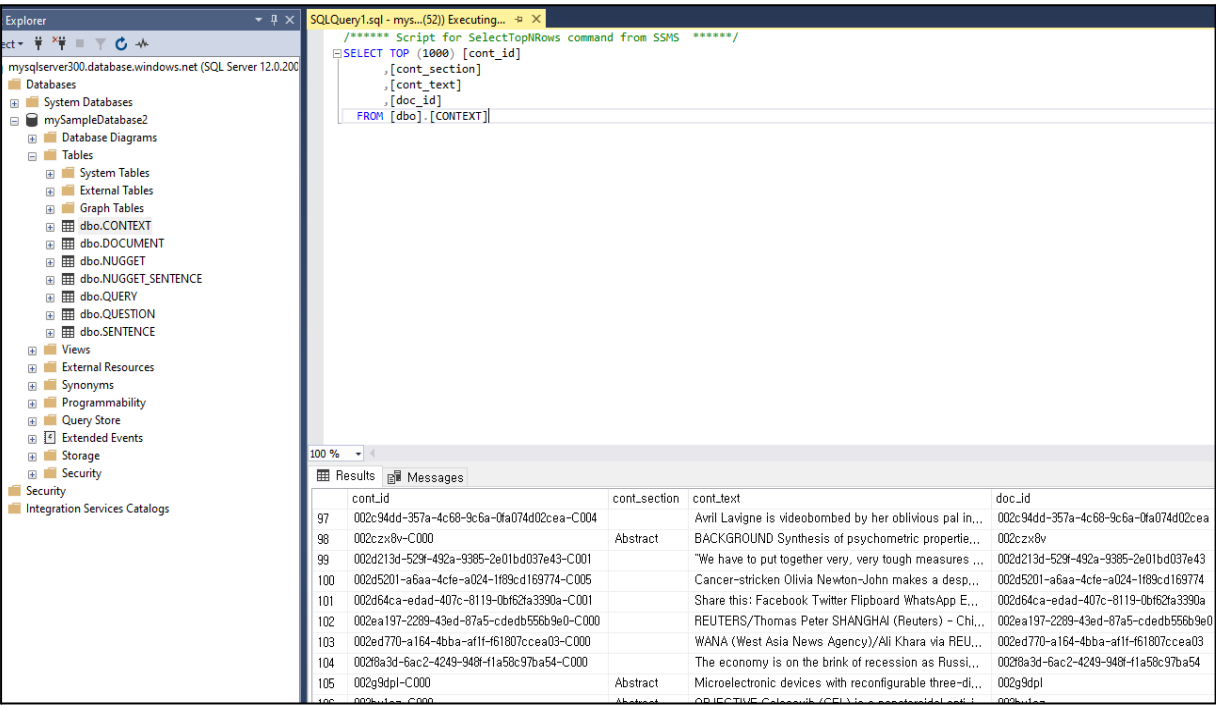 Explorer
SQLQuery1.sql - mys...(52)) Executing...
mysqlserver300.database.windows.net (SQL Server 12.0.200
Databases
System Databases
mySampleDatabase2
Database Diagrams
Tables
System Tables
External Tables
Graph Tables
dbo.CONTEXT
dbo.DOCUMENT
dbo.NUGGET
dbo.NUGGET_SENTENCE
dbo.QUERY
dbo.QUESTION
dbo.SENTENCE
Views
External Resources
Synonyms
Programmability
Query Store
Extended Events
Storage
Security
Security
Integration Services Catalogs
/****** Script for SelectTopNRows command from SSMS  ******/
SELECT TOP (1000) [cont_id]
,[cont_section]
,[cont_text]
,[doc_id]
FROM [dbo].[CONTEXT]
100 %
Results Messages
cont_id cont_section cont_text doc_id
97 002c94dd-357a-4c68-9c6a-0fa074d02cea-C004 Avril Lavigne is videobombed by her oblivious pal in... 002c94dd-357a-4c68-9c6a-0fa074d02cea
98 002czx8v-C000 Abstract BACKGROUND Synthesis of psychometric propertie... 002czx8v
99 002d213d-529f-492a-9385-2e01bd037e43-C001 "We have to put together very, very tough measures ... 002d213d-529f-492a-9385-2e01bd037e43
100 002d5201-a6aa-4cfe-a024-1f89cd169774-C005 Cancer-stricken Olivia Newton-John makes a desp... 002d5201-a6aa-4cfe-a024-1f89cd169774
101 002d64ca-edad-407c-8119-0bf62fa3390a-C001 Share this: Facebook Twitter Flipboard WhatsApp E... 002d64ca-edad-407c-8119-0bf62fa3390a
102 002ea197-2289-43ed-87a5-cdedb556b9e0-C000 REUTERS/Thomas Peter SHANGHAI (Reuters) - Chi... 002ea197-2289-43ed-87a5-cdedb556b9e0
103 002ed770-a164-4bba-af1f-f61807ccea03-C000 WANA (West Asia News Agency)/Ali Khara via REU... 002ed770-a164-4bba-af1f-f61807ccea03
104 002f8a3d-6ac2-4249-948f-f1a58c97ba54-C000 The economy is on the brink of recession as Russi... 002f8a3d-6ac2-4249-948f-f1a58c97ba54
105 002g9dpl-C000 Abstract Microelectronic devices with reconfigurable three-di... 002g9dpl